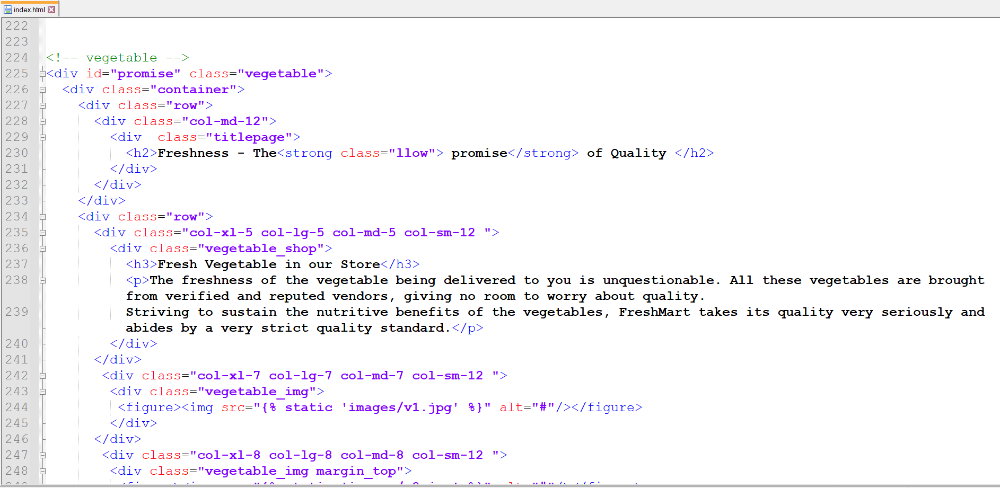 index.html
222
223
224 <!-- vegetable -->
225 <div id="promise" class="vegetable">
226 <div class="container">
227 <div class="row">
228 <div class="col-md-12">
229 <div  class="titlepage">
230 <h2>Freshness - The<strong class="llow"> promise</strong> of Quality </h2>
231 </div>
232 </div>
233 </div>
234 <div class="row">
235 <div class="col-xl-5 col-lg-5 col-md-5 col-sm-12 ">
236 <div class="vegetable_shop">
237 <h3>Fresh Vegetable in our Store</h3>
238 <p>The freshness of the vegetable being delivered to you is unquestionable. All these vegetables are brought
from verified and reputed vendors, giving no room to worry about quality.
239 Striving to sustain the nutritive benefits of the vegetables, FreshMart takes its quality very seriously and
abides by a very strict quality standard.</p>
240 </div>
241 </div>
242 <div class="col-xl-7 col-lg-7 col-md-7 col-sm-12 ">
243 <div class="vegetable_img">
244 <figure><img src="{% static 'images/v1.jpg' %}" alt="#"/></figure>
245 </div>
246 </div>
247 <div class="col-xl-8 col-lg-8 col-md-8 col-sm-12 ">
248 <div class="vegetable_img margin_top">